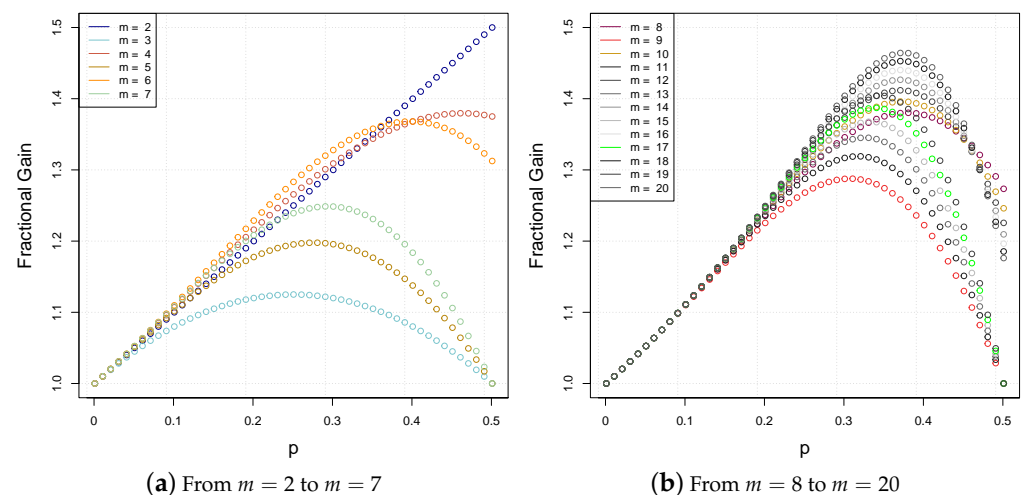 Fractional Gain
1.5
1.4
1.3
1.2
1.1
1.0
m = 2
m = 3
m = 4
m = 5
m = 6
m = 7
0 0.1 0.2 0.3 0.4 0.5
p
(a) From m = 2 to m = 7
Fractional Gain
1.5
1.4
1.3
1.2
1.1
1.0
m = 8
m = 9
m = 10
m = 11
m = 12
m = 13
m = 14
m = 15
m = 16
m = 17
m = 18
m = 19
m = 20
0 0.1 0.2 0.3 0.4 0.5
p
(b) From m = 8 to m = 20